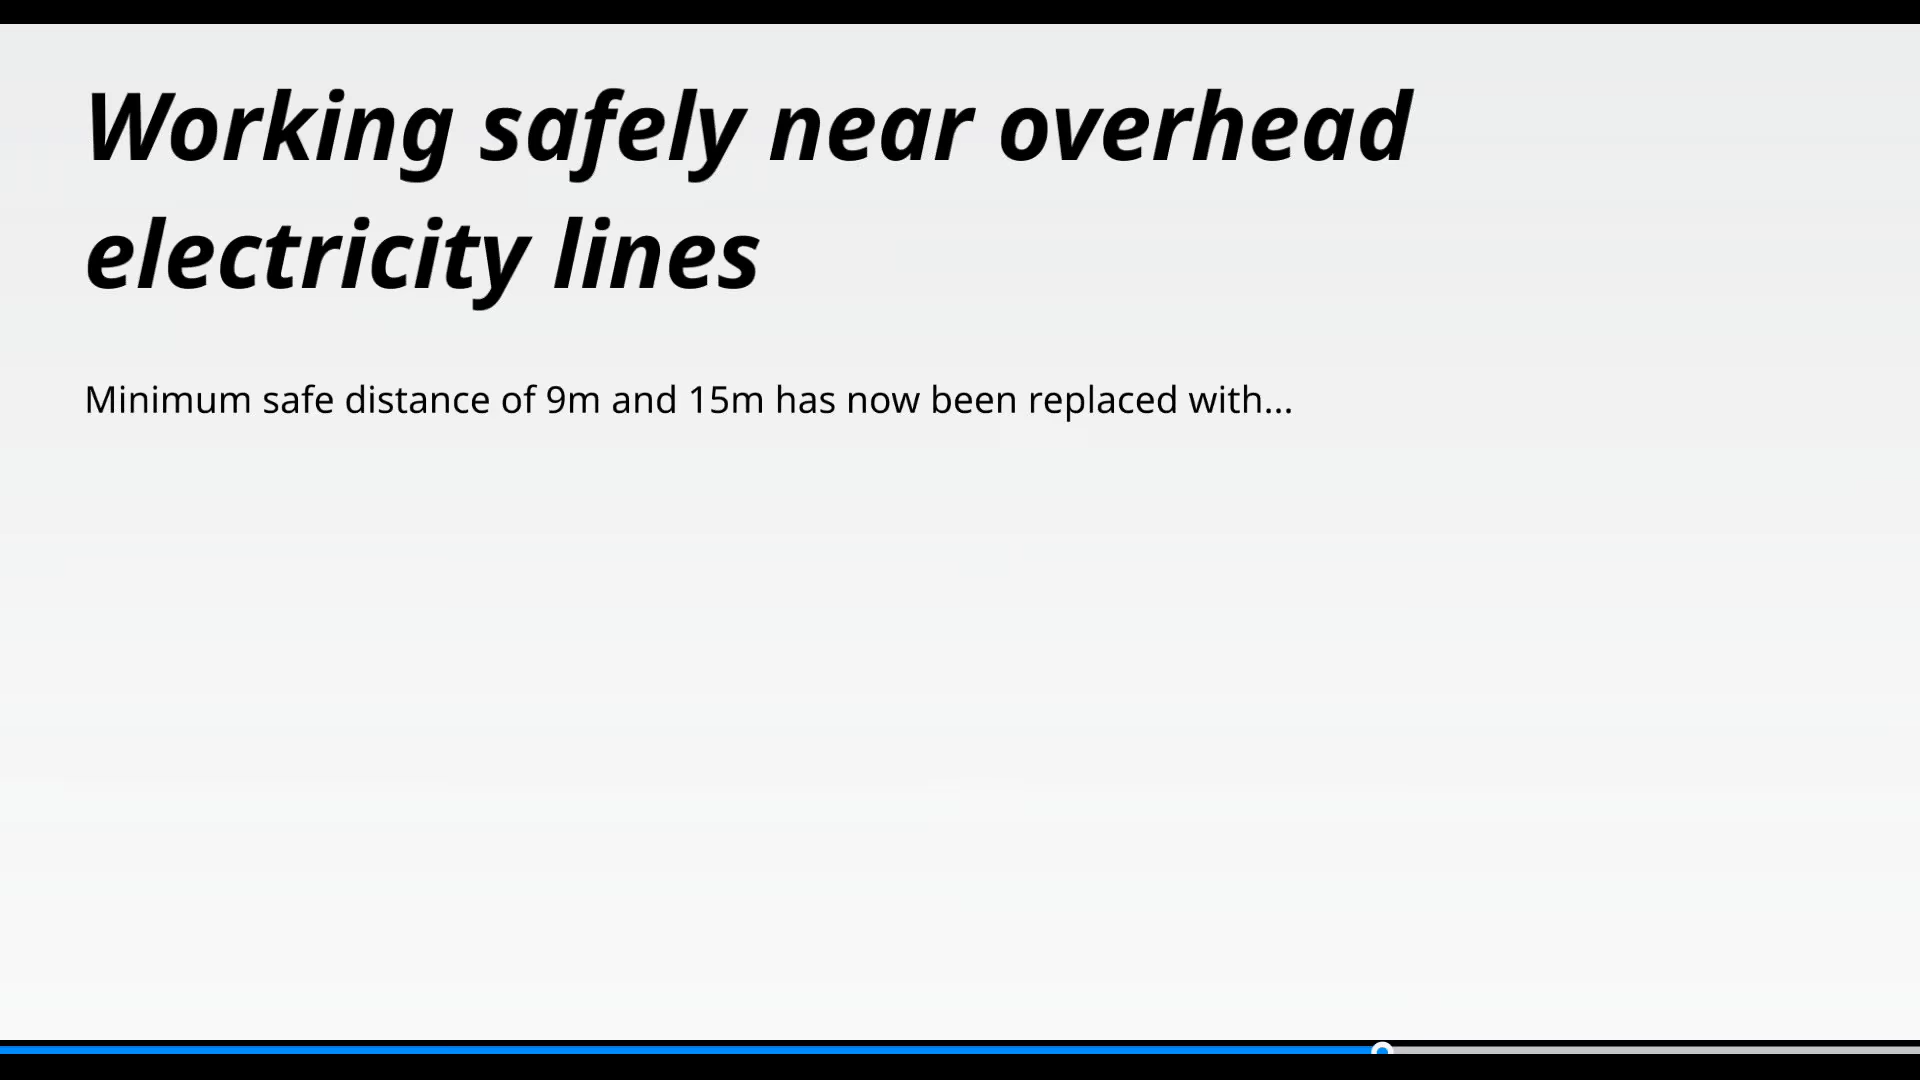 Working safely near overhead
electricity lines
Minimum safe distance of 9m and 15m has now been replaced with...